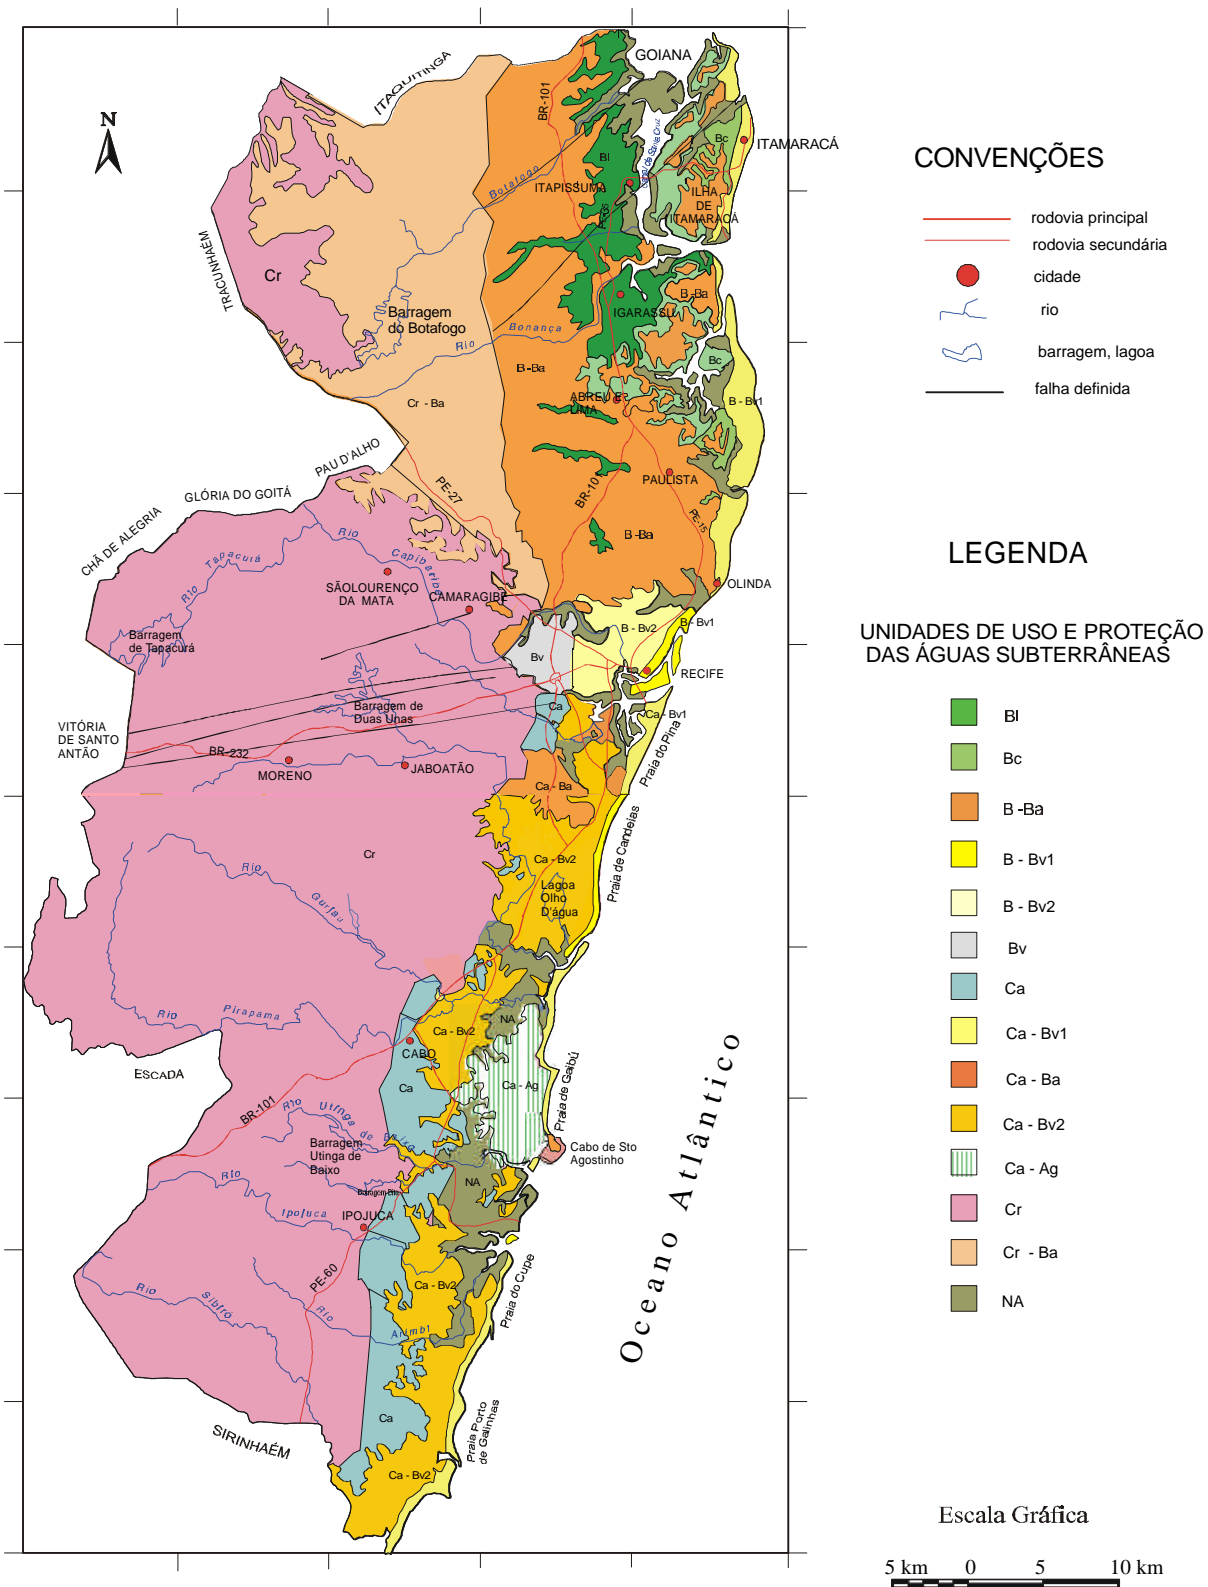 GOIANA
ITAQUITINGA
N
BR-101
Canal de Santa Cruz
Bc
ITAMARACÁ
Bl
Botafogo
ITAPISSUMA
ILHA
DE
ITAMARACÁ
TRACUNHAÉM
Cr
B -Ba
Barragem
do Botafogo
IGARASSU
Rio
Bonança
Bc
B -Ba
Cr - Ba
ABREU E
LIMA
B - Bv1
PAU D'ALHO
GLÓRIA DO GOITÁ
PE-27
BR-101
PAULISTA
CHÃ DE ALEGRIA
PE-15
Rio
Capibaribe
B -Ba
Rio Tapacurá
SÃOLOURENÇO
DA MATA
CAMARAGIBE
OLINDA
B - Bv2
B - Bv1
Barragem
de Tapacurá
Bv
RECIFE
Barragem de
Duas Unas
Ca
Ca - Bv1
VITÓRIA
DE SANTO
ANTÃO
BR-232
MORENO
JABOATÃO
Praia do Pina
Ca - Ba
Cr
Ca - Bv2
Praia de Candeias
Rio
Gurjau
Lagoa
Olho
D'água
Rio
Pirapama
NA
Ca - Bv2
CABO
ESCADA
Ca
Ca - Ag
Praia de Gaibú
BR-101
Rio
Utinga de Baixo
Barragem
Utinga de
Baixo
Cabo de Sto
Agostinho
Rio
NA
Ipojuca
IPOJUCA
PE-60
Ca - Bv2
Praia do Cupe
Rio
Sibiró
Rio
Arimbi
Ca
SIRINHAÉM
Praia Porto
de Galinhas
Ca - Bv2
Oceano Atlântico
CONVENÇÕES
rodovia principal
rodovia secundária
cidade
rio
barragem, lagoa
falha definida
LEGENDA
UNIDADES DE USO E PROTEÇÃO
DAS ÁGUAS SUBTERRÂNEAS
Bl
Bc
B -Ba
B - Bv1
B - Bv2
Bv
Ca
Ca - Bv1
Ca - Ba
Ca - Bv2
Ca - Ag
Cr
Cr - Ba
NA
Escala Gráfica
5 km 0 5 10 km